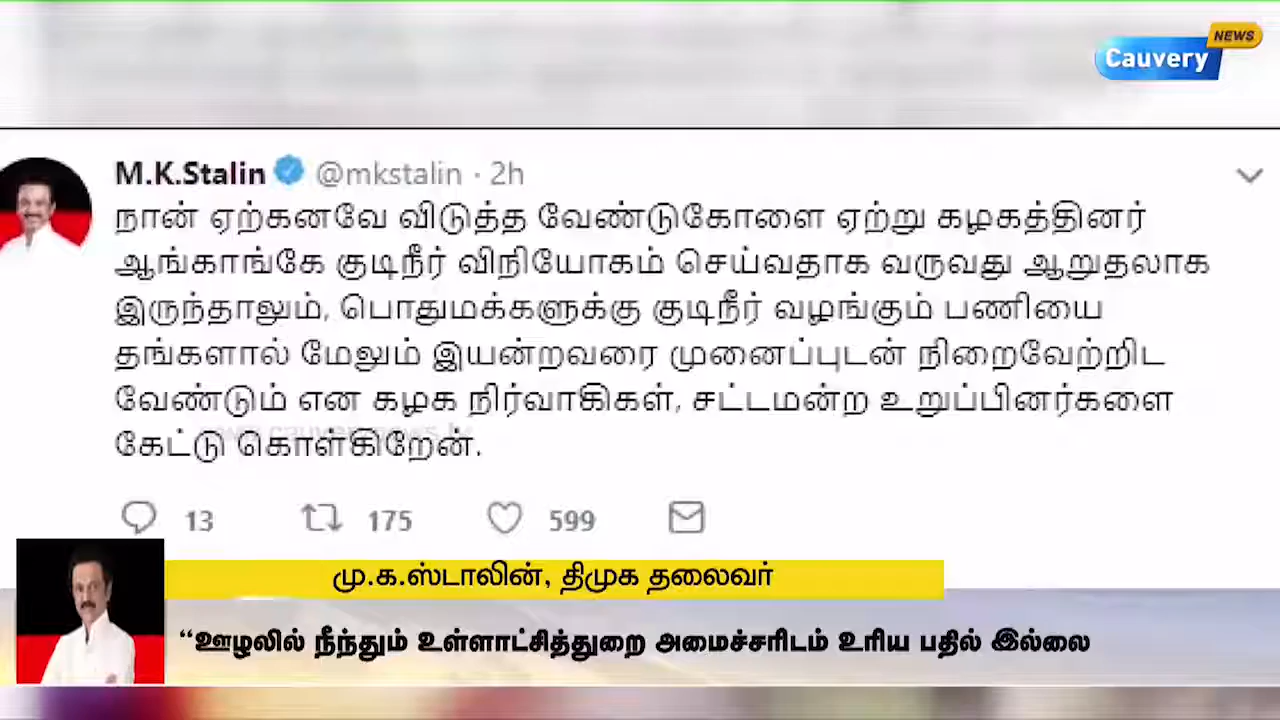 NEWS
Cauvery
M.K.Stalin @mkstalin · 2h
நான் ஏற்கனவே விடுத்த வேண்டுகோளை ஏற்று கழகத்தினர்
ஆங்காங்கே குடிநீர் விநியோகம் செய்வதாக வருவது ஆறுதலாக
இருந்தாலும், பொதுமக்களுக்கு குடிநீர் வழங்கும் பணியை
தங்களால் மேலும் இயன்றவரை முனைப்புடன் நிறைவேற்றிட
வேண்டும் என கழக நிர்வாகிகள், சட்டமன்ற உறுப்பினர்களை
கேட்டு கொள்கிறேன்.
13 175 599
மு.க.ஸ்டாலின், திமுக தலைவர்
“ஊழலில் நீந்தும் உள்ளாட்சித்துறை அமைச்சரிடம் உரிய பதில் இல்லை